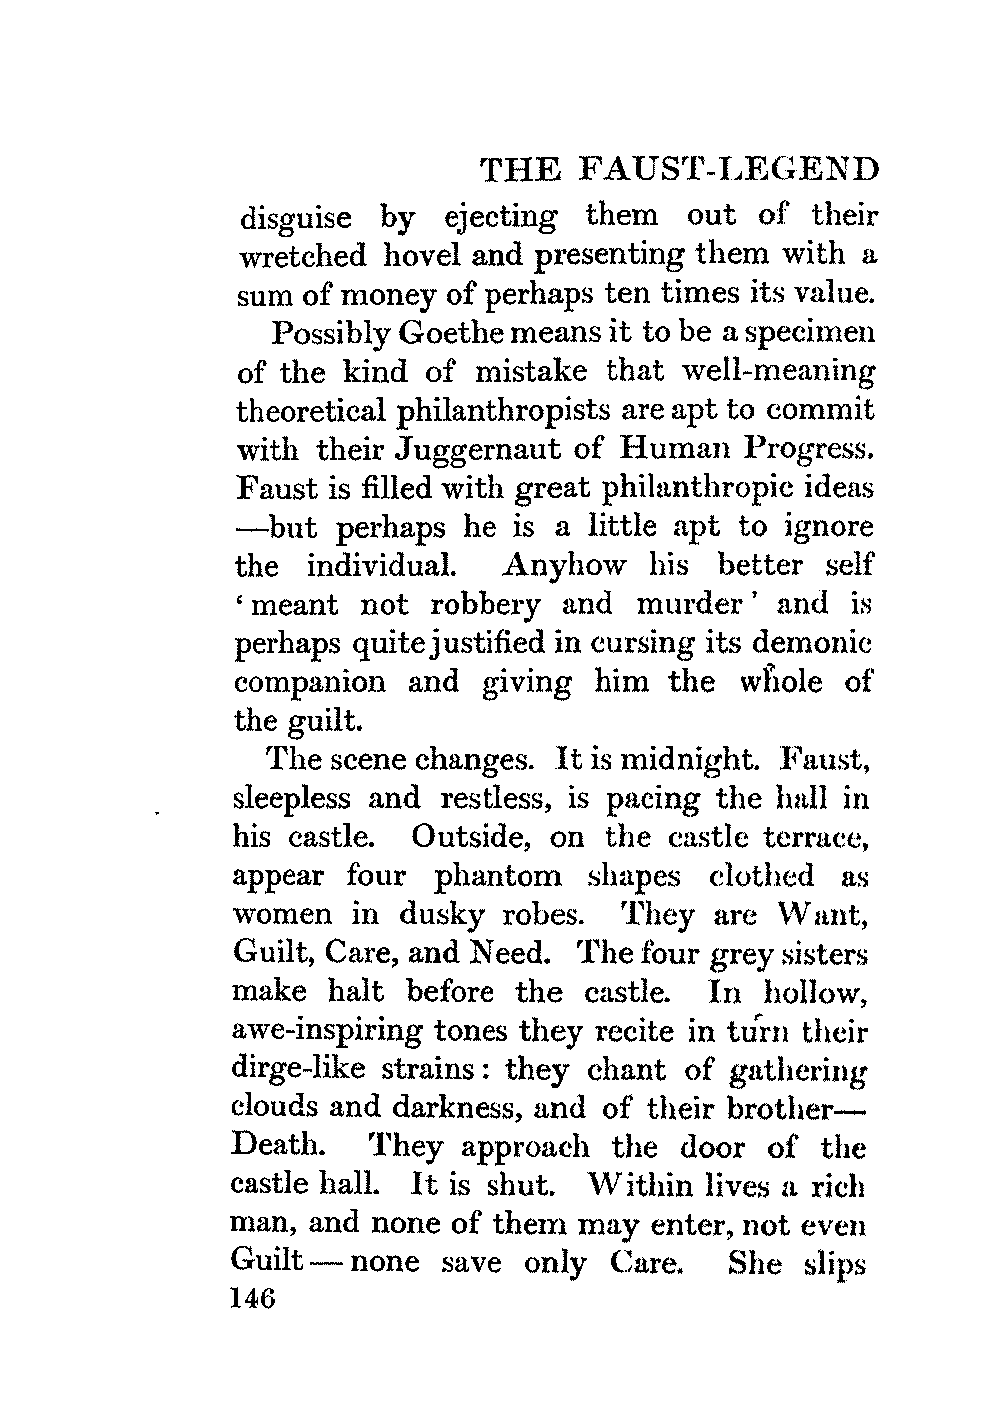 THE FAUST-LEGEND
disguise by ejecting them out of their
wretched hovel and presenting them with a
sum of money of perhaps ten times its value.
Possibly Goethe means it to be a specimen
of the kind of mistake that well-meaning
theoretical philanthropists are apt to commit
with their Juggernaut of Human Progress.
Faust is filled with great philanthropic ideas
—but perhaps he is a little apt to ignore
the individual. Anyhow his better self
‘meant not robbery and murder’ and is
perhaps quite justified in cursing its demonic
companion and giving him the whole of
the guilt.
The scene changes. It is midnight. Faust,
sleepless and restless, is pacing the hall in
his castle. Outside, on the castle terrace,
appear four phantom shapes clothed as
women in dusky robes. They are Want,
Guilt, Care, and Need. The four grey sisters
make halt before the castle. In hollow,
awe-inspiring tones they recite in turn their
dirge-like strains: they chant of gathering
clouds and darkness, and of their brother—
Death. They approach the door of the
castle hall. It is shut. Within lives a rich
man, and none of them may enter, not even
Guilt — none save only Care. She slips
146